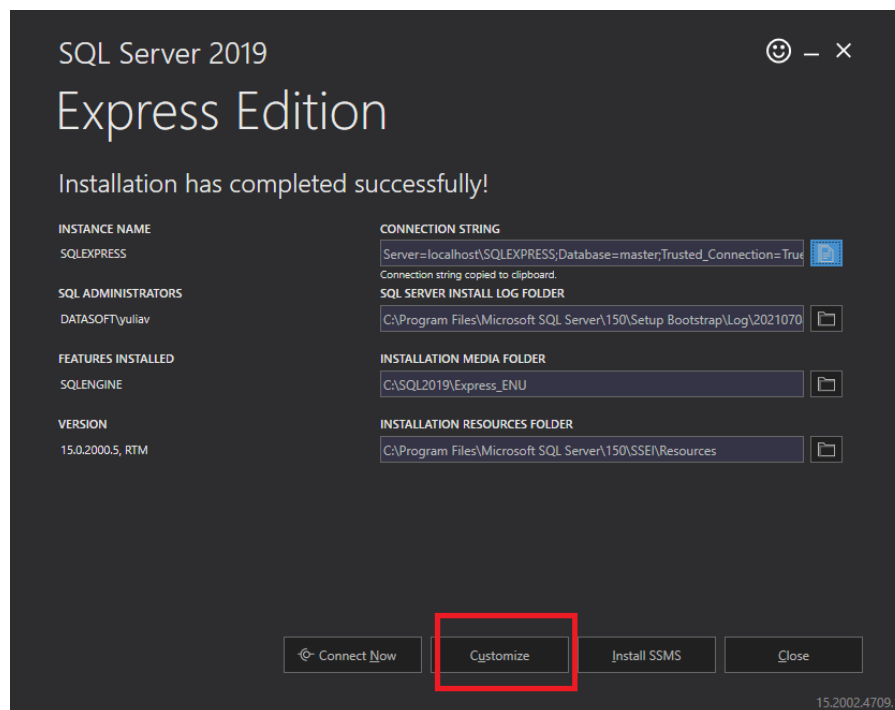 SQL Server 2019
Express Edition
Installation has completed successfully!
INSTANCE NAME
SQLEXPRESS
CONNECTION STRING
Server=localhost\SQLEXPRESS;Database=master;Trusted_Connection=True
Connection string copied to clipboard.
SQL ADMINISTRATORS
DATASOFT\yuliav
SQL SERVER INSTALL LOG FOLDER
C:\Program Files\Microsoft SQL Server\150\Setup Bootstrap\Log\2021070
FEATURES INSTALLED
SQLENGINE
INSTALLATION MEDIA FOLDER
C:\SQL2019\Express_ENU
VERSION
15.0.2000.5, RTM
INSTALLATION RESOURCES FOLDER
C:\Program Files\Microsoft SQL Server\150\SSEI\Resources
Connect Now
Customize
Install SSMS
Close
15.2002.4709.